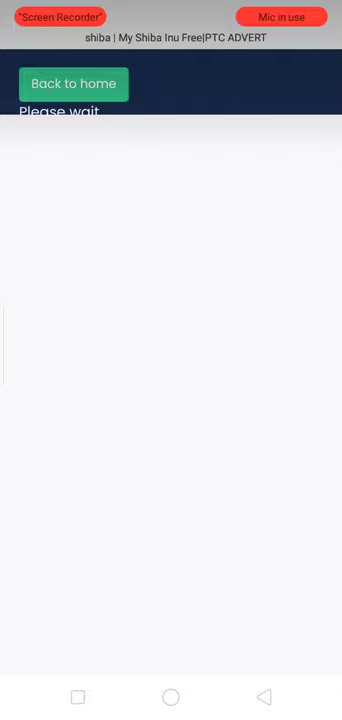 "Screen Recorder"
Mic in use
shiba | My Shiba Inu Free|PTC ADVERT
Back to home
Please wait